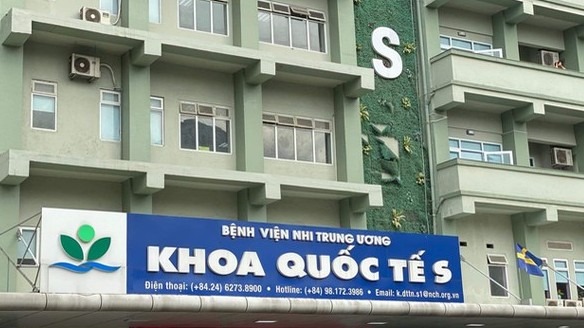 S
BỆNH VIỆN NHI TRUNG ƯƠNG
KHOA QUỐC TẾ S
Điện thoại: (+84.24) 6273.8900 • Hotline: (+84) 98.172.3986 • Email: k.dttn.s1@nch.org.vn